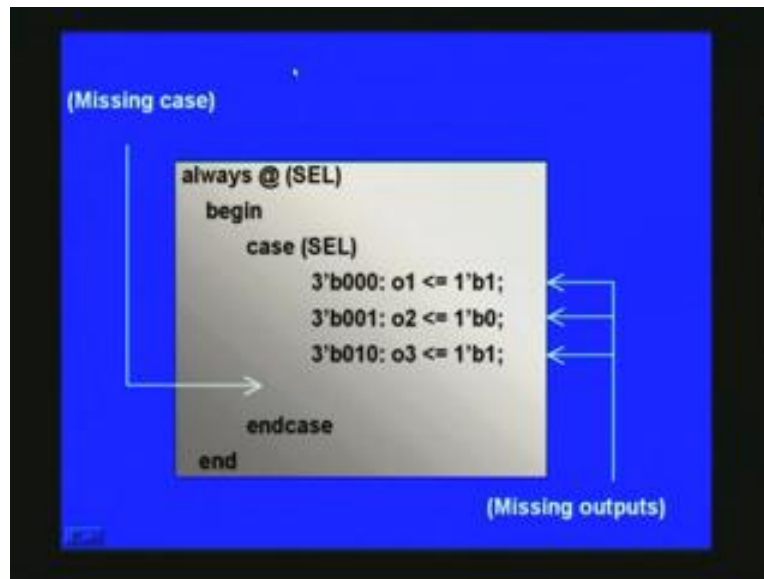 (Missing case)
always @ (SEL)
begin
case (SEL)
3'b000: o1 <= 1'b1;
3'b001: o2 <= 1'b0;
3'b010: o3 <= 1'b1;
endcase
end
(Missing outputs)